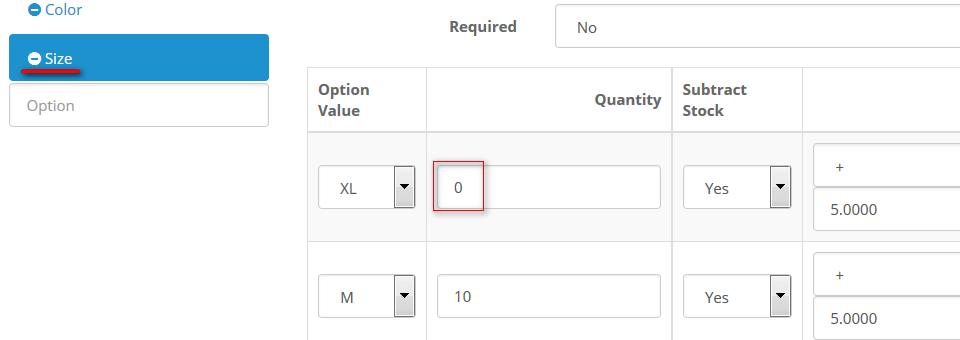 Color
Size
Option
Required No
Option Value Quantity Subtract Stock
XL 0 Yes +
5.0000
M 10 Yes +
5.0000